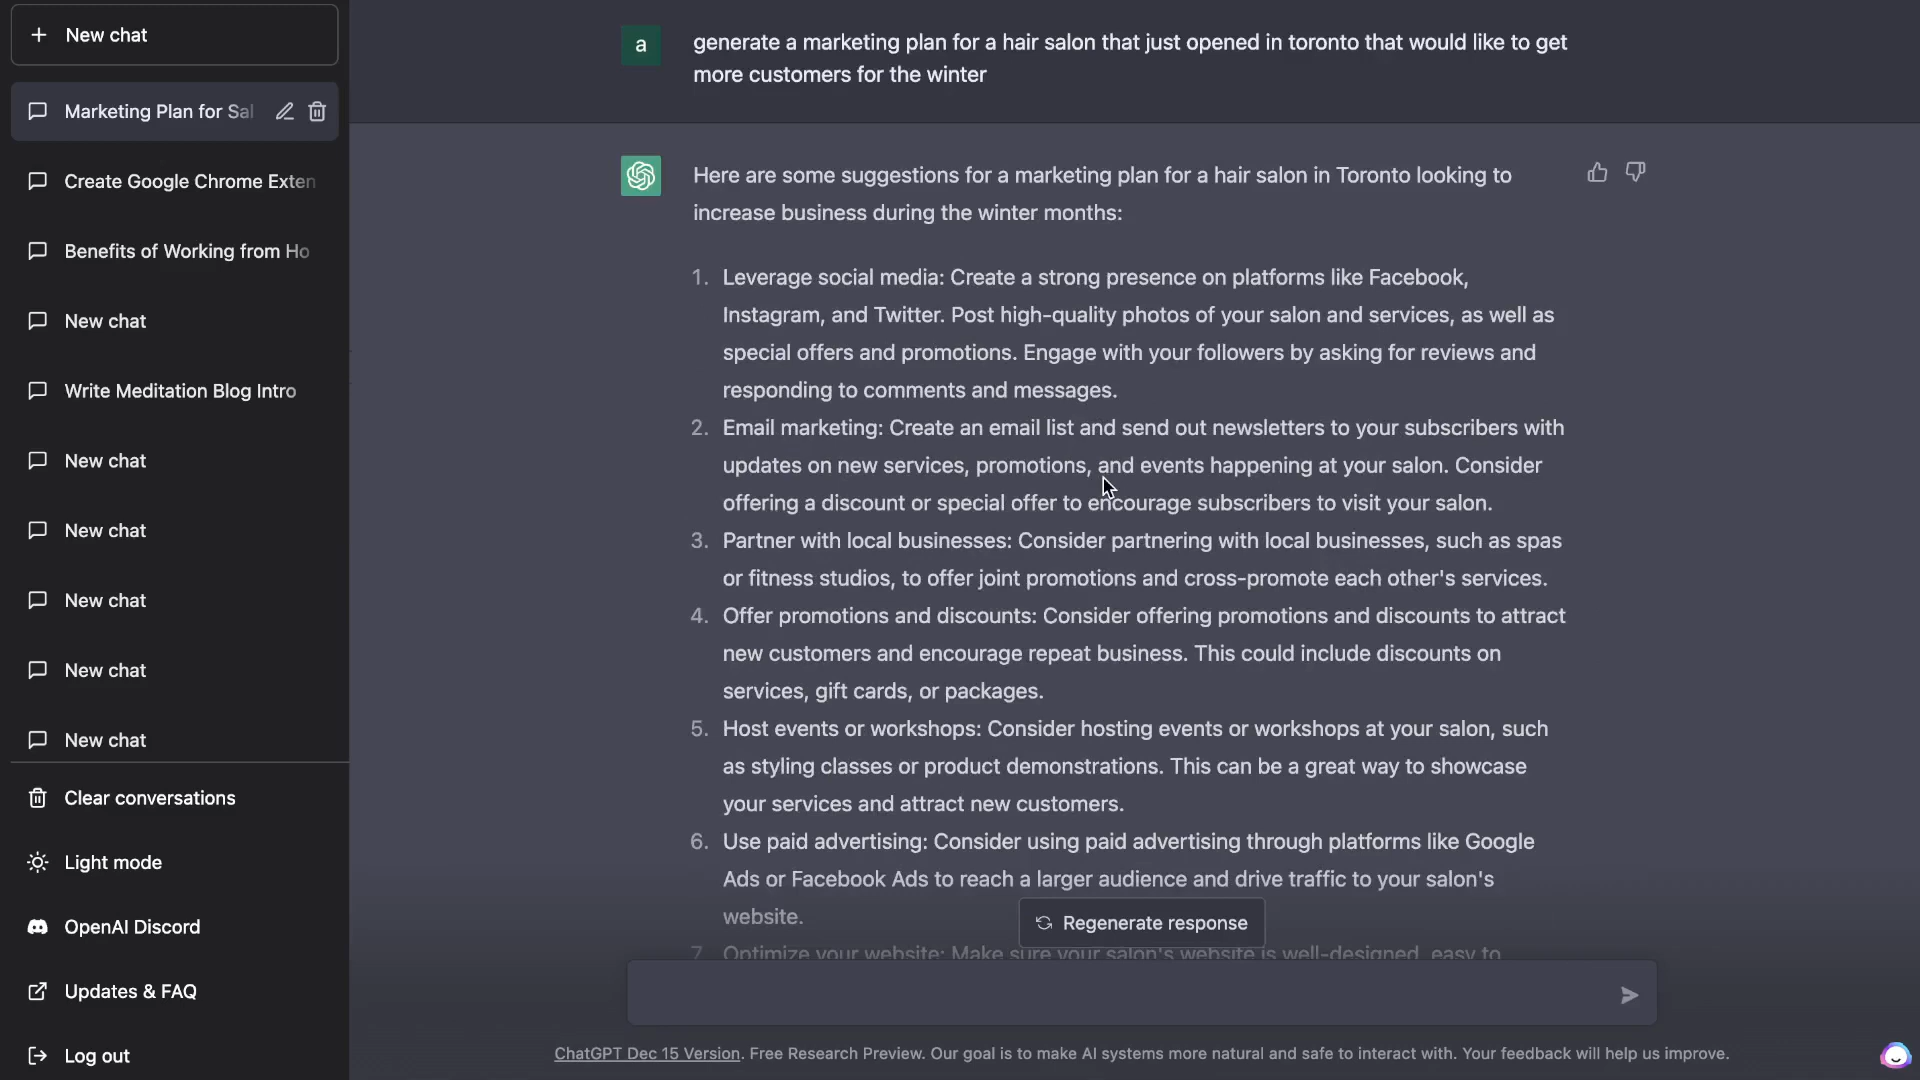 New chat
Marketing Plan for Sal
Create Google Chrome Exten
Benefits of Working from Ho
New chat
Write Meditation Blog Intro
New chat
New chat
New chat
New chat
New chat
Clear conversations
Light mode
OpenAI Discord
Updates & FAQ
Log out
a
generate a marketing plan for a hair salon that just opened in toronto that would like to get
more customers for the winter
Here are some suggestions for a marketing plan for a hair salon in Toronto looking to
increase business during the winter months:
1. Leverage social media: Create a strong presence on platforms like Facebook,
Instagram, and Twitter. Post high-quality photos of your salon and services, as well as
special offers and promotions. Engage with your followers by asking for reviews and
responding to comments and messages.
2. Email marketing: Create an email list and send out newsletters to your subscribers with
updates on new services, promotions, and events happening at your salon. Consider
offering a discount or special offer to encourage subscribers to visit your salon.
3. Partner with local businesses: Consider partnering with local businesses, such as spas
or fitness studios, to offer joint promotions and cross-promote each other's services.
4. Offer promotions and discounts: Consider offering promotions and discounts to attract
new customers and encourage repeat business. This could include discounts on
services, gift cards, or packages.
5. Host events or workshops: Consider hosting events or workshops at your salon, such
as styling classes or product demonstrations. This can be a great way to showcase
your services and attract new customers.
6. Use paid advertising: Consider using paid advertising through platforms like Google
Ads or Facebook Ads to reach a larger audience and drive traffic to your salon's
website.
Regenerate response
7. Optimize your website: Make sure your salon's website is well-designed, easy to
ChatGPT Dec 15 Version. Free Research Preview. Our goal is to make AI systems more natural and safe to interact with. Your feedback will help us improve.